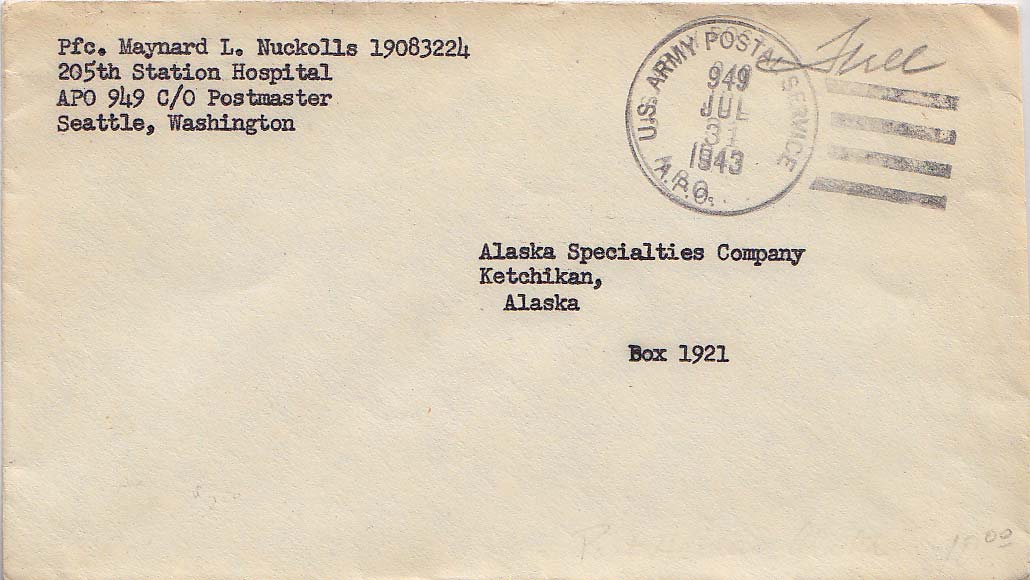 Pfc. Maynard L. Nuckolls 19083224
205th Station Hospital
APO 949 C/O Postmaster
Seattle, Washington
U.S. ARMY POSTAL SERVICE
949
JUL
31
1943
A.P.O.
Free
Alaska Specialties Company
Ketchikan,
Alaska
Box 1921